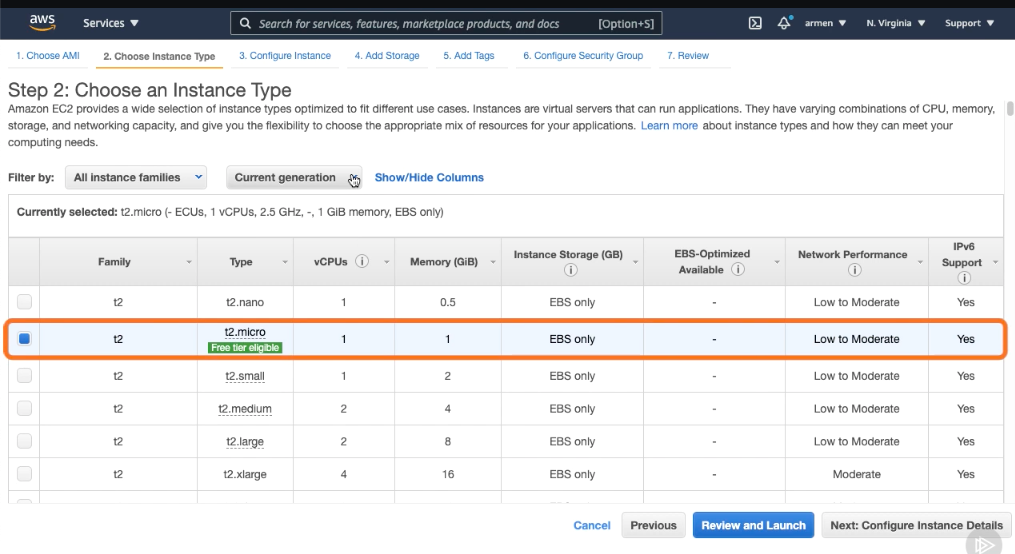 aws Services Search for services, features, marketplace products, and docs [Option+S] armen N. Virginia Support
1. Choose AMI 2. Choose Instance Type 3. Configure Instance 4. Add Storage 5. Add Tags 6. Configure Security Group 7. Review
Step 2: Choose an Instance Type
Amazon EC2 provides a wide selection of instance types optimized to fit different use cases. Instances are virtual servers that can run applications. They have varying combinations of CPU, memory,
storage, and networking capacity, and give you the flexibility to choose the appropriate mix of resources for your applications. Learn more about instance types and how they can meet your
computing needs.
Filter by: All instance families Current generation Show/Hide Columns
Currently selected: t2.micro (- ECUs, 1 vCPUs, 2.5 GHz, -, 1 GiB memory, EBS only)
Family Type vCPUs Memory (GiB) Instance Storage (GB) EBS-Optimized Available Network Performance IPv6 Support
t2 t2.nano 1 0.5 EBS only - Low to Moderate Yes
t2 t2.micro 1 1 EBS only - Low to Moderate Yes
Free tier eligible
t2 t2.small 1 2 EBS only - Low to Moderate Yes
t2 t2.medium 2 4 EBS only - Low to Moderate Yes
t2 t2.large 2 8 EBS only - Low to Moderate Yes
t2 t2.xlarge 4 16 EBS only - Moderate Yes
Cancel Previous Review and Launch Next: Configure Instance Details